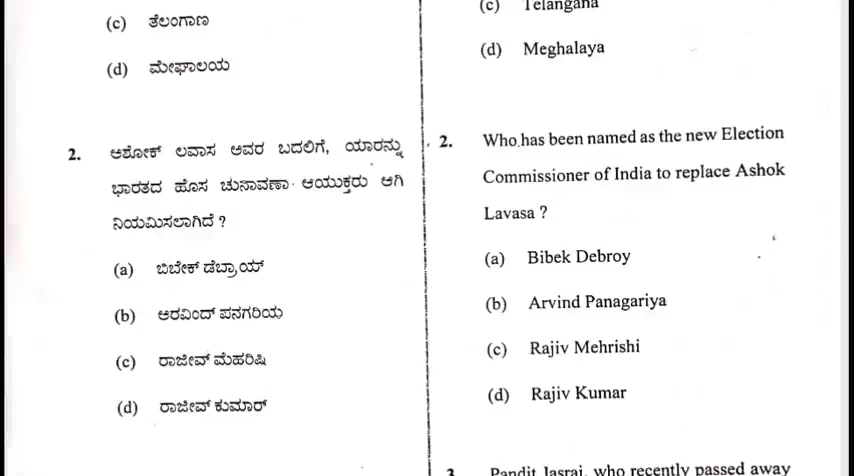 (c) ತೆಲಂಗಾಣ
(d) ಮೇಘಾಲಯ
2. ಅಶೋಕ್ ಲವಾಸ ಅವರ ಬದಲಿಗೆ, ಯಾರನ್ನು
ಭಾರತದ ಹೊಸ ಚುನಾವಣಾ ಆಯುಕ್ತರು ಆಗಿ
ನಿಯಮಿಸಲಾಗಿದೆ ?
(a) ಬಿಬೇಕ್ ಡೆಬ್ರಾಯ್
(b) ಅರವಿಂದ್ ಪನಗರಿಯ
(c) ರಾಜೀವ್ ಮೆಹರಿಷಿ
(d) ರಾಜೀವ್ ಕುಮಾರ್
(c) Telangana
(d) Meghalaya
2. Who has been named as the new Election
Commissioner of India to replace Ashok
Lavasa ?
(a) Bibek Debroy
(b) Arvind Panagariya
(c) Rajiv Mehrishi
(d) Rajiv Kumar
3. Pandit Jasraj, who recently passed away